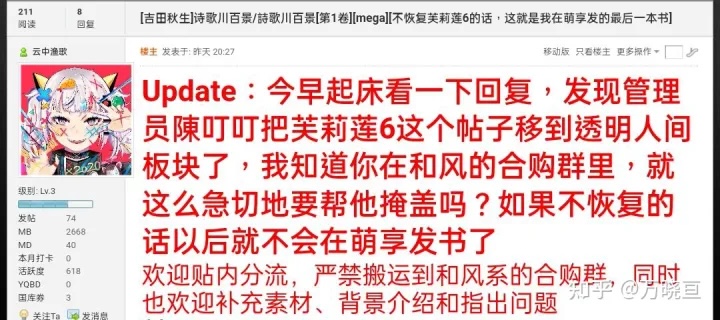 211
阅读
8
回复
[吉田秋生]诗歌川百景/詩歌川百景[第1卷][mega][不恢复芙莉莲6的话，这就是我在萌享发的最后一本书]
云中渔歌
楼主 发表于: 昨天 20:27
移动版 只看楼主 更多操作
Update：今早起床看一下回复，发现管理
员陳叮叮把芙莉莲6这个帖子移到透明人间
板块了，我知道你在和风的合购群里，就
这么急切地要帮他掩盖吗？如果不恢复的
话以后就不会在萌享发书了
欢迎贴内分流，严禁搬运到和风系的合购群，同时
也欢迎补充素材、背景介绍和指出问题
级别: Lv.3
发帖 74
MB 2668
MD 40
本月打卡 0
活跃度 618
YQBD 0
国库券 3
关注Ta 发消息
知乎 @万晓亘